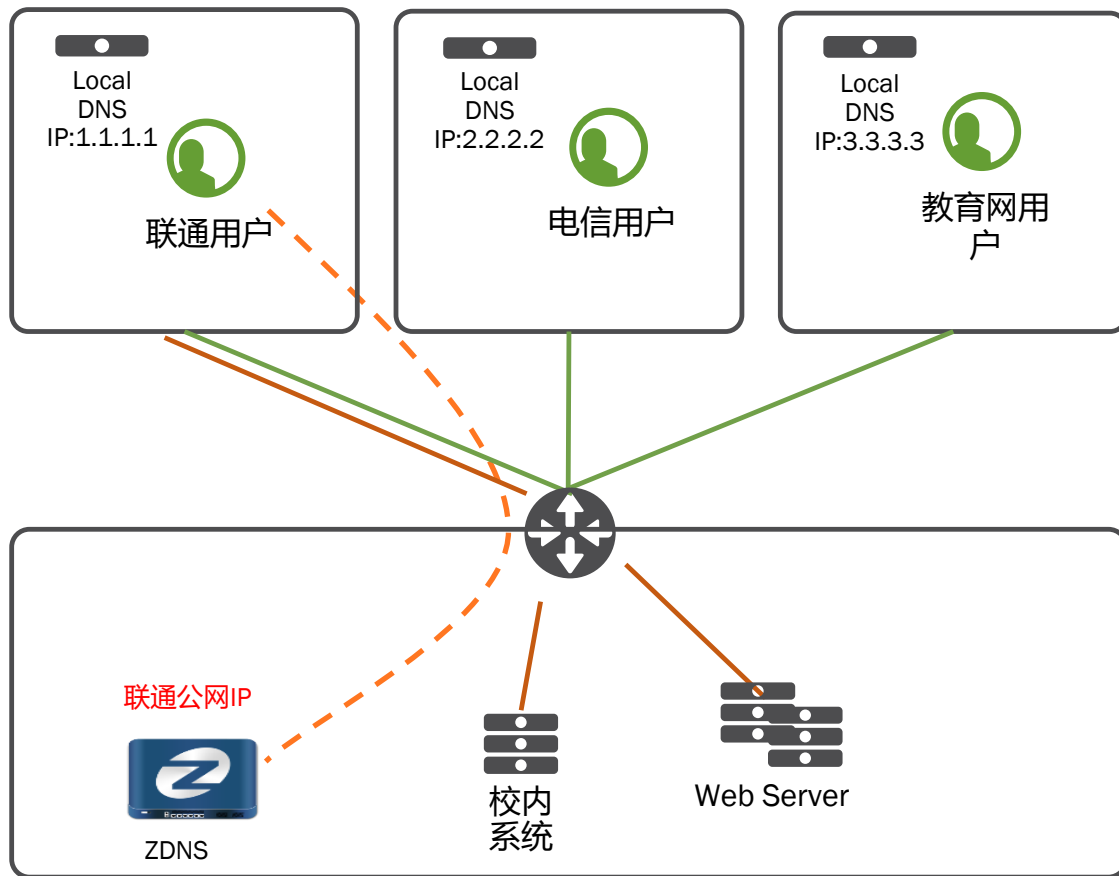 Local
DNS
IP:1.1.1.1
联通用户
Local
DNS
IP:2.2.2.2
电信用户
Local
DNS
IP:3.3.3.3
教育网用
户
联通公网IP
Z
ZDNS
校内
系统
Web Server